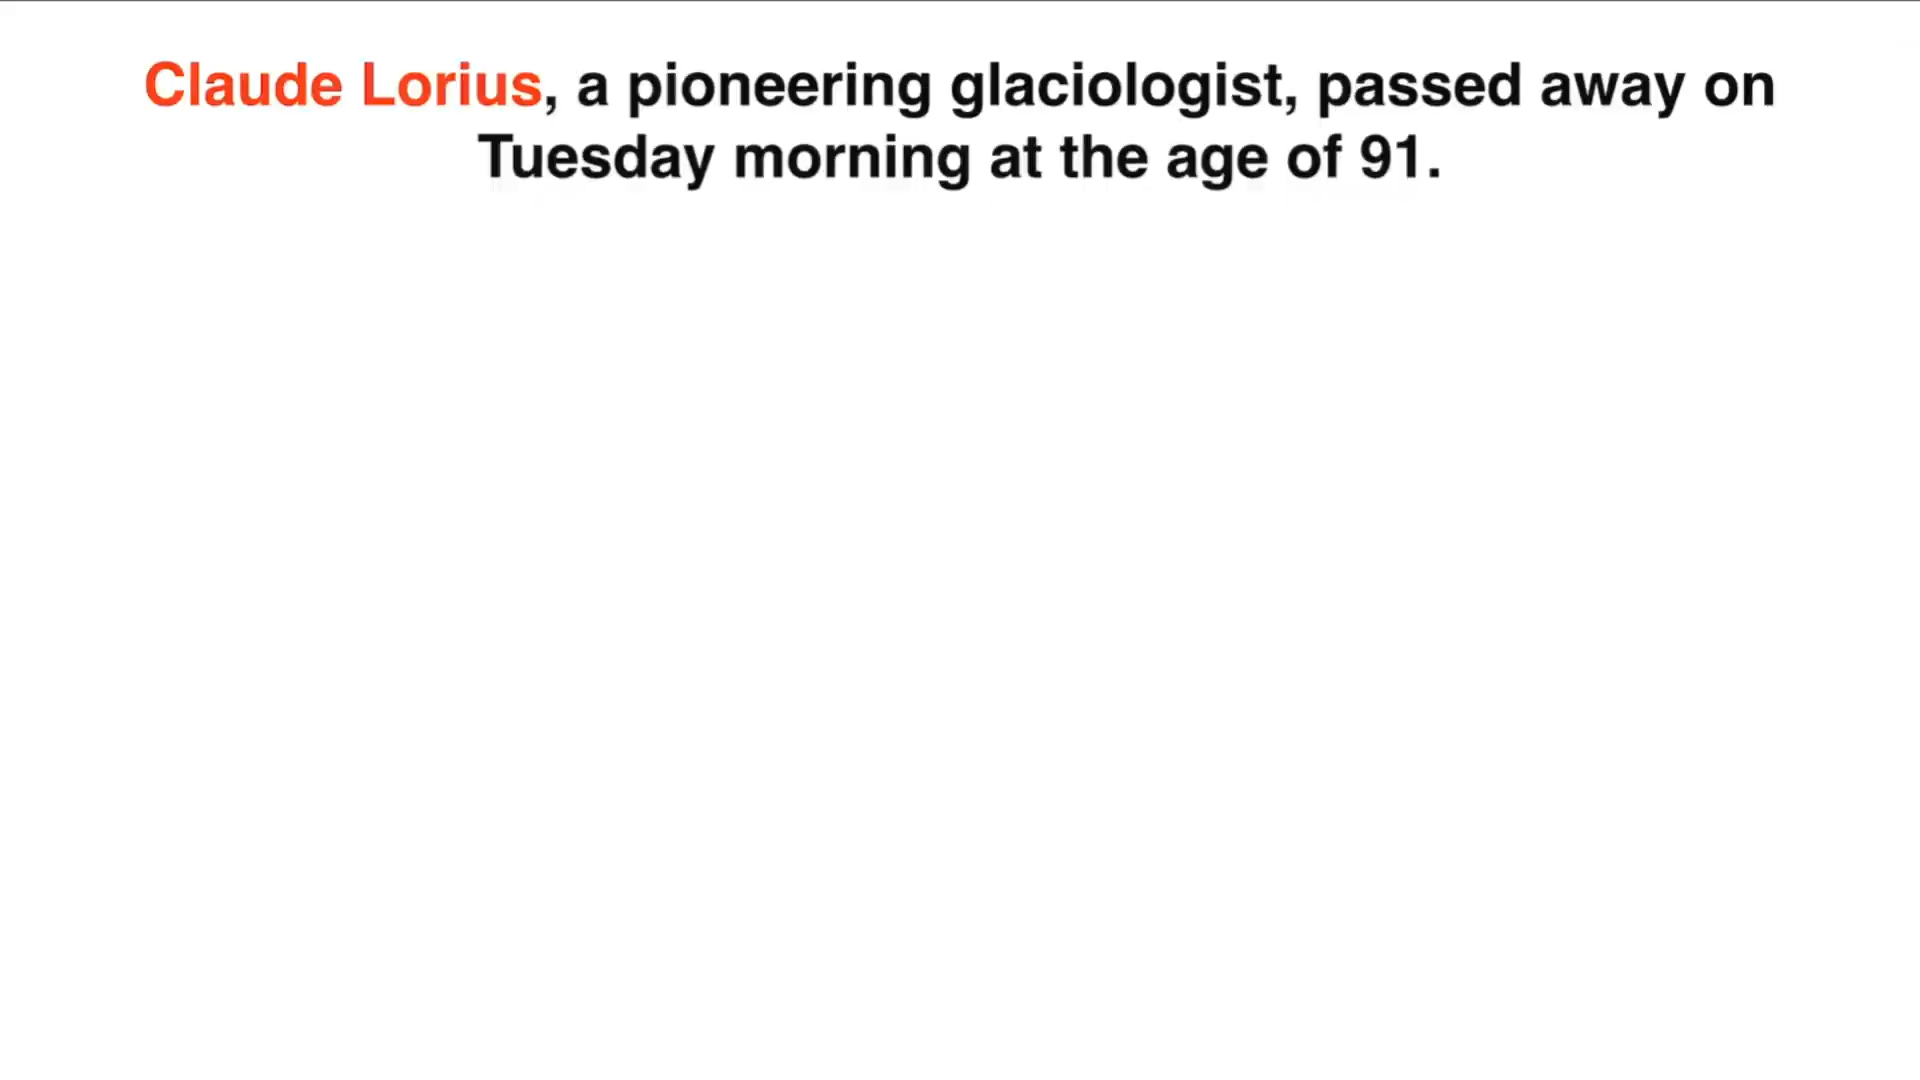 Claude Lorius, a pioneering glaciologist, passed away on
Tuesday morning at the age of 91.